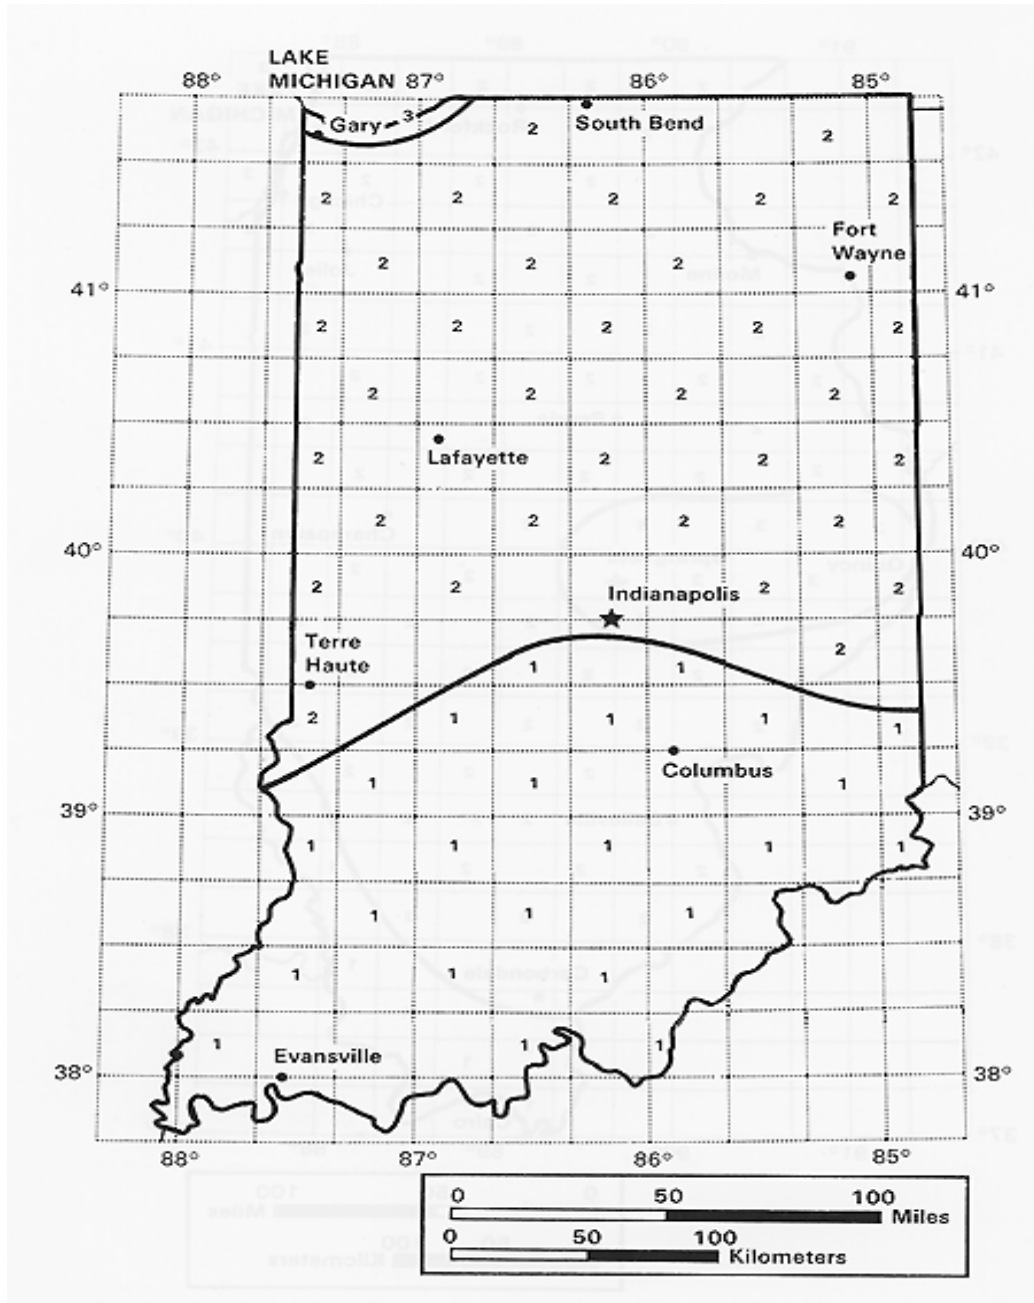 LAKE
MICHIGAN
88° 87° 86° 85°
Gary 3
South Bend
2 2
2 2 2 2 2
Fort
Wayne
2 2 2
41° 41°
2 2 2 2 2
2 2 2 2
Lafayette
2 2 2 2
2 2 2 2
40° 40°
2 2 2 2
Indianapolis
Terre
Haute
2
1 1
2 1 1 1 1
Columbus
1 1 1
39° 39°
1 1 1 1 1
1 1 1
1 1 1
1 1 1
Evansville
38° 38°
88° 87° 86° 85°
0 50 100
Miles
0 50 100
Kilometers